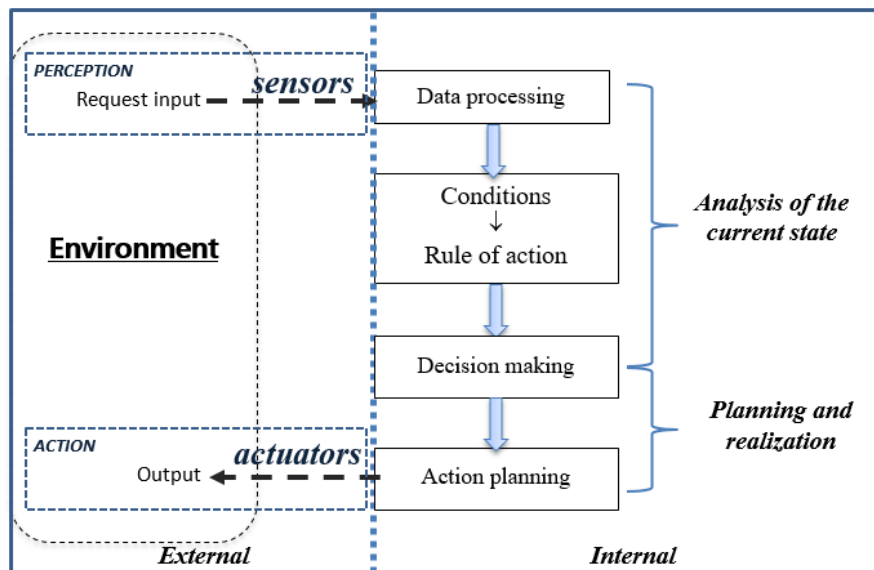 PERCEPTION
Request input
sensors
Data processing
Conditions
↓
Rule of action
Analysis of the
current state
Environment
Decision making
Planning and
realization
ACTION
Output
actuators
Action planning
External
Internal